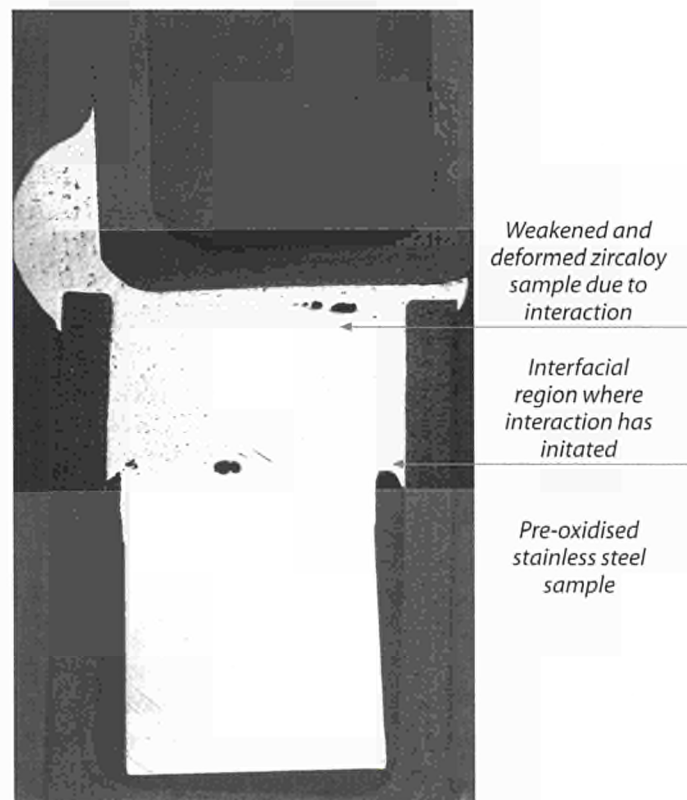 Weakened and
deformed zircaloy
sample due to
interaction
Interfacial
region where
interaction has
initated
Pre-oxidised
stainless steel
sample